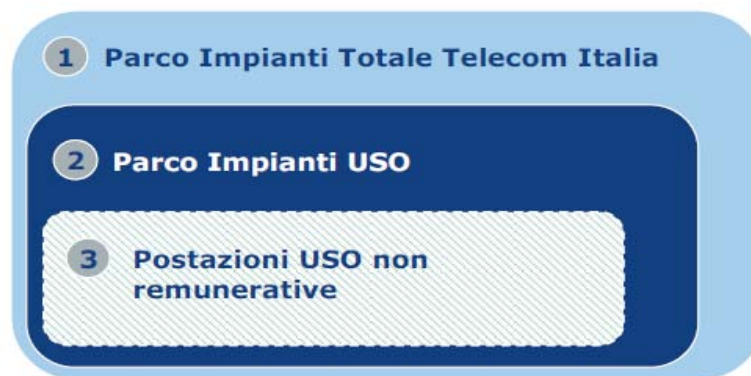 1 Parco Impianti Totale Telecom Italia
2 Parco Impianti USO
3 Postazioni USO non
remunerative